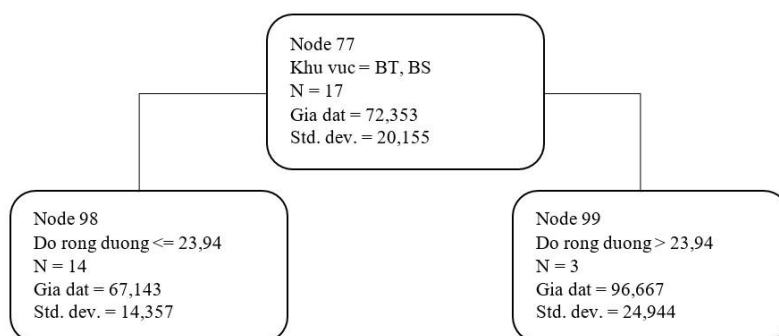 Node 77
Khu vuc = BT, BS
N = 17
Gia dat = 72,353
Std. dev. = 20,155
Node 98
Do rong duong <= 23,94
N = 14
Gia dat = 67,143
Std. dev. = 14,357
Node 99
Do rong duong > 23,94
N = 3
Gia dat = 96,667
Std. dev. = 24,944